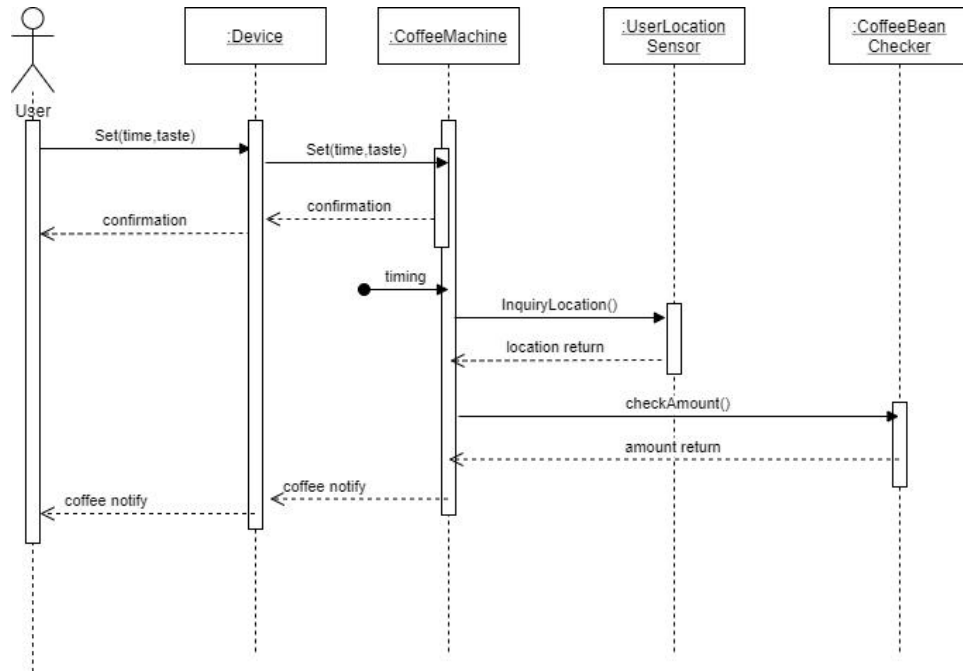 :Device
:CoffeeMachine
:UserLocation
Sensor
:CoffeeBean
Checker
User
Set(time,taste)
Set(time,taste)
confirmation
confirmation
timing
InquiryLocation()
location return
checkAmount()
amount return
coffee notify
coffee notify